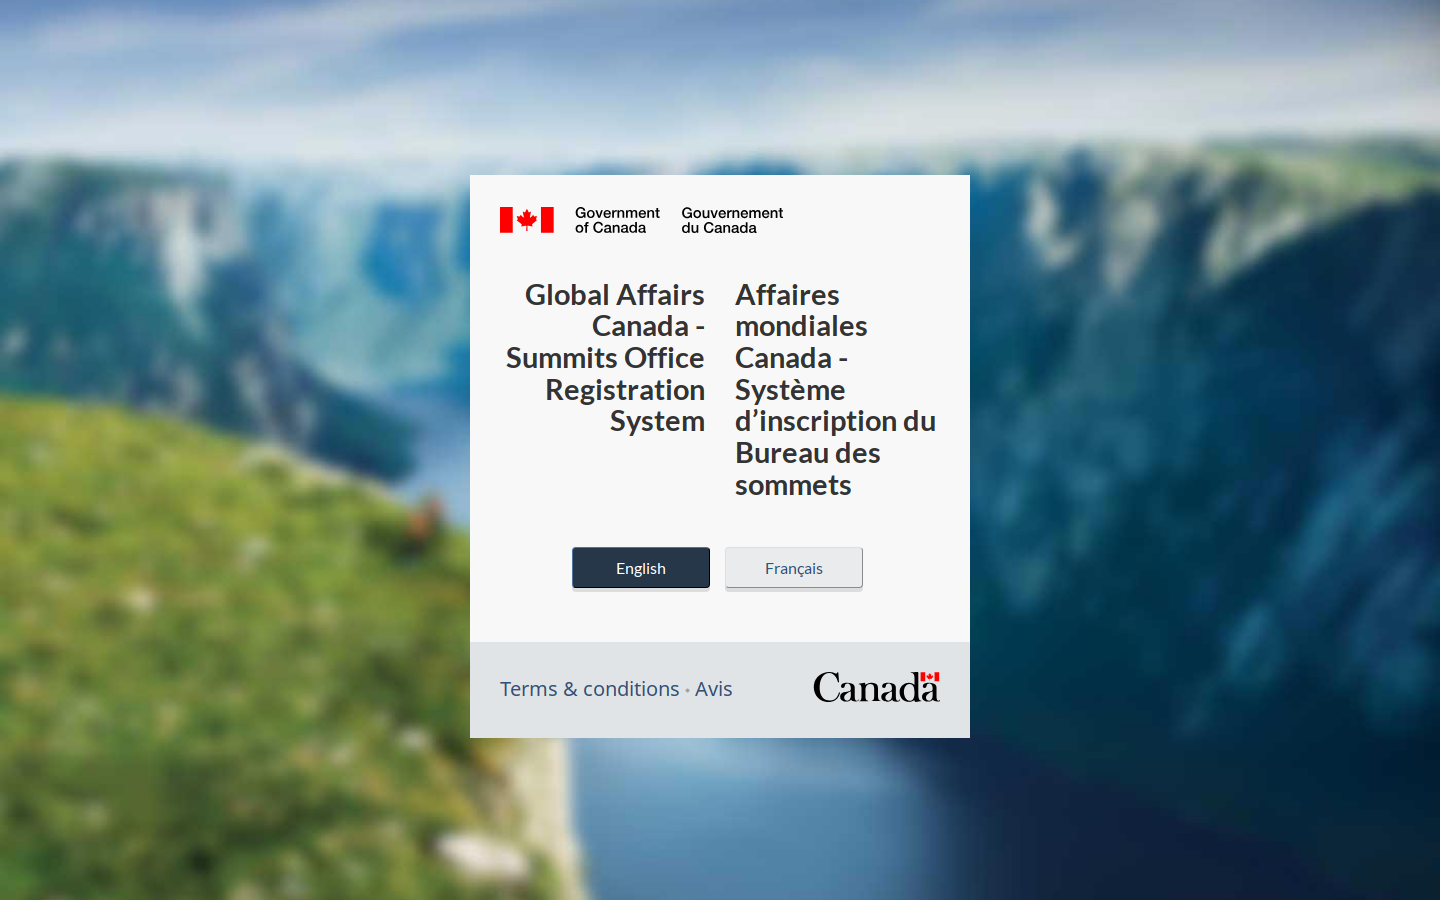 Government
of Canada
Gouvernement
du Canada
Global Affairs
Canada -
Summits Office
Registration
System
Affaires
mondiales
Canada -
Système
d’inscription du
Bureau des
sommets
English
Français
Terms & conditions • Avis
Canada